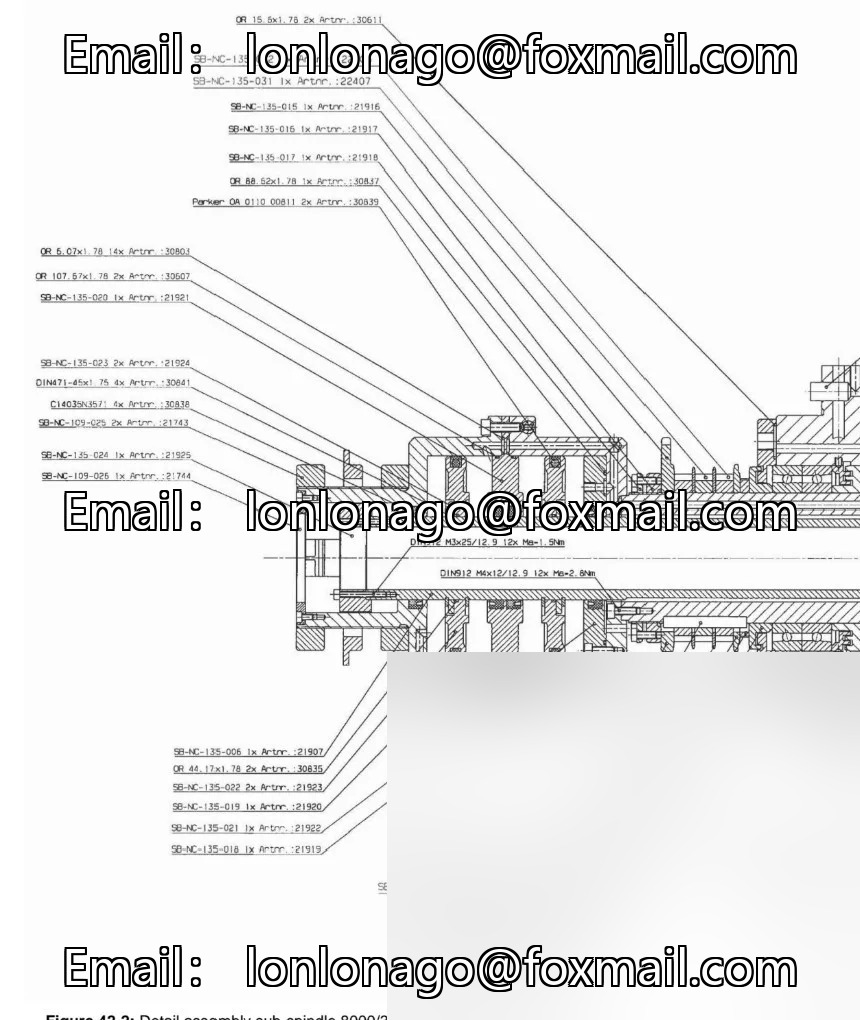 OR 15.6x1.78 2x Artnr.:30611
Email： lonlonago@foxmail.com
SB-NC-135-031 1x Artnr.:22407
SB-NC-135-015 1x Artnr.:21916
SB-NC-135-016 1x Artnr.:21917
SB-NC-135-017 1x Artnr.:21918
OR 88.62x1.78 1x Artnr.:30837
Parker OA 0110 00811 2x Artnr.:30839
OR 6.07x1.78 14x Artnr.:30803
OR 107.67x1.78 2x Artnr.:30607
SB-NC-135-020 1x Artnr.:21921
SB-NC-135-023 2x Artnr.:21924
DIN471-45x1.75 4x Artnr.:30841
C14035N3571 4x Artnr.:30838
SB-NC-109-025 2x Artnr.:21743
SB-NC-135-024 1x Artnr.:21925
SB-NC-109-026 1x Artnr.:21744
Email： lonlonago@foxmail.com
DIN912 M3x25/12.9 12x Ma=1.5Nm
DIN912 M4x12/12.9 12x Ma=2.8Nm
SB-NC-135-006 1x Artnr.:21907
OR 44.17x1.78 2x Artnr.:30835
SB-NC-135-022 2x Artnr.:21923
SB-NC-135-019 1x Artnr.:21920
SB-NC-135-021 1x Artnr.:21922
SB-NC-135-018 1x Artnr.:21919
SB
Email： lonlonago@foxmail.com
Detail assembly sub spindle